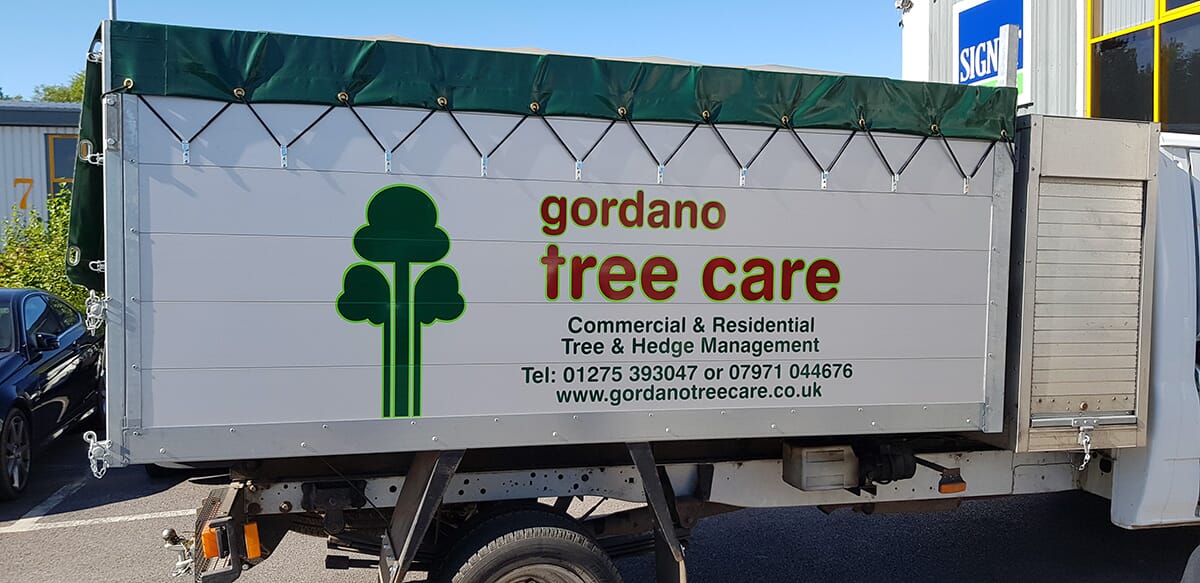 SIGN
7
gordano
tree care
Commercial & Residential
Tree & Hedge Management
Tel: 01275 393047 or 07971 044676
www.gordanotreecare.co.uk